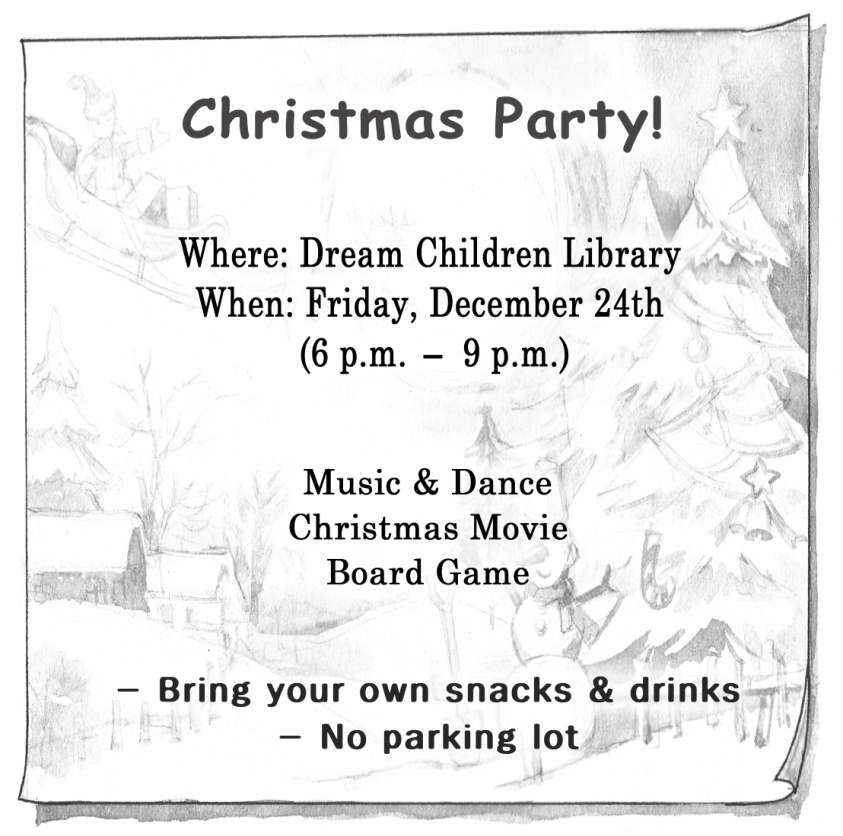 Christmas Party!
Where: Dream Children Library
When: Friday, December 24th
(6 p.m. – 9 p.m.)
Music & Dance
Christmas Movie
Board Game
– Bring your own snacks & drinks
– No parking lot